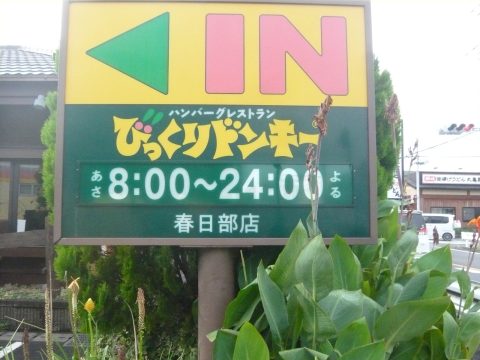 IN
ハンバーグレストラン
びっくりドンキー
あさ 8:00～24:00 よる
春日部店